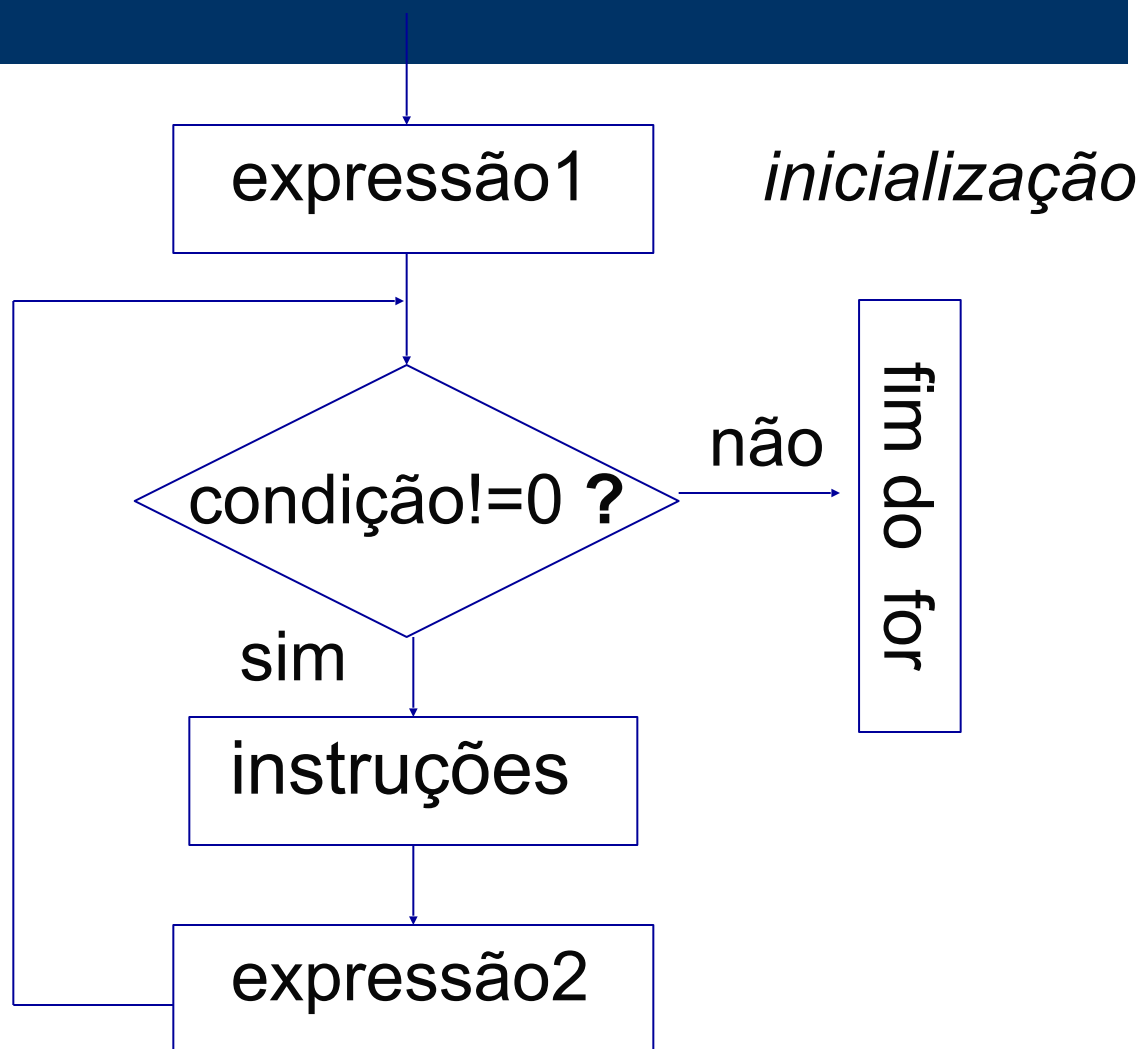 expressão1
inicialização
condição!=0 ?
não
fim do for
sim
instruções
expressão2